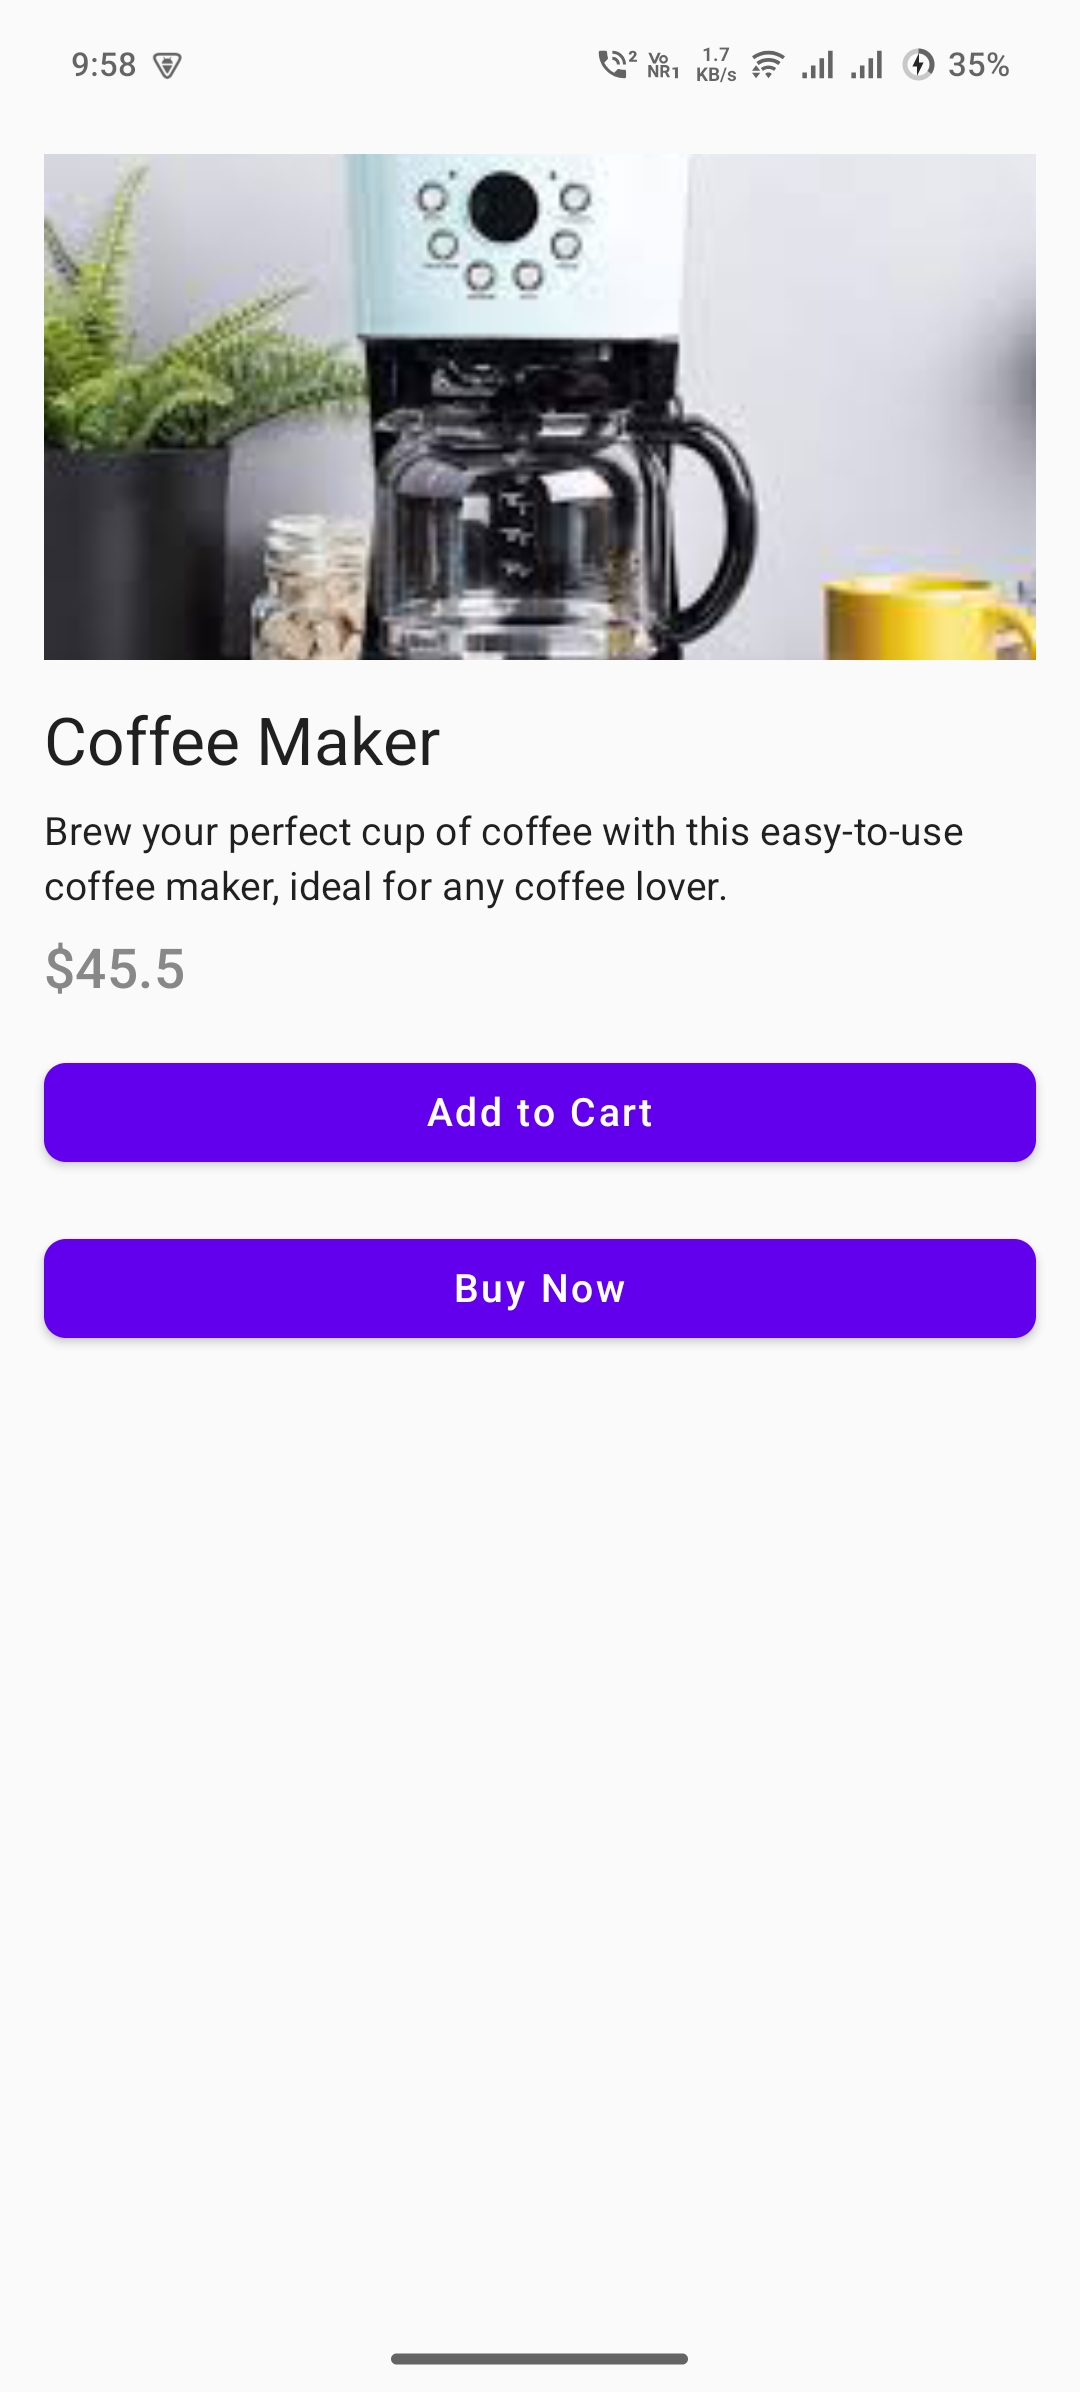 9:58
2
Vo
NR1
1.7
KB/s
35%
Coffee Maker
Brew your perfect cup of coffee with this easy-to-use
coffee maker, ideal for any coffee lover.
$45.5
Add to Cart
Buy Now